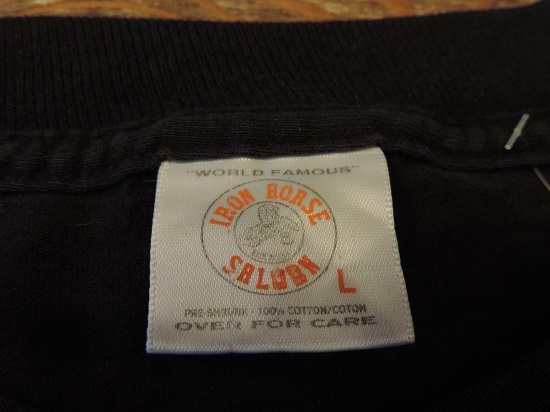 "WORLD FAMOUS"
IRON HORSE
SALOON
L
PRE-SHRUNK - 100% COTTON/COTON
OVER FOR CARE